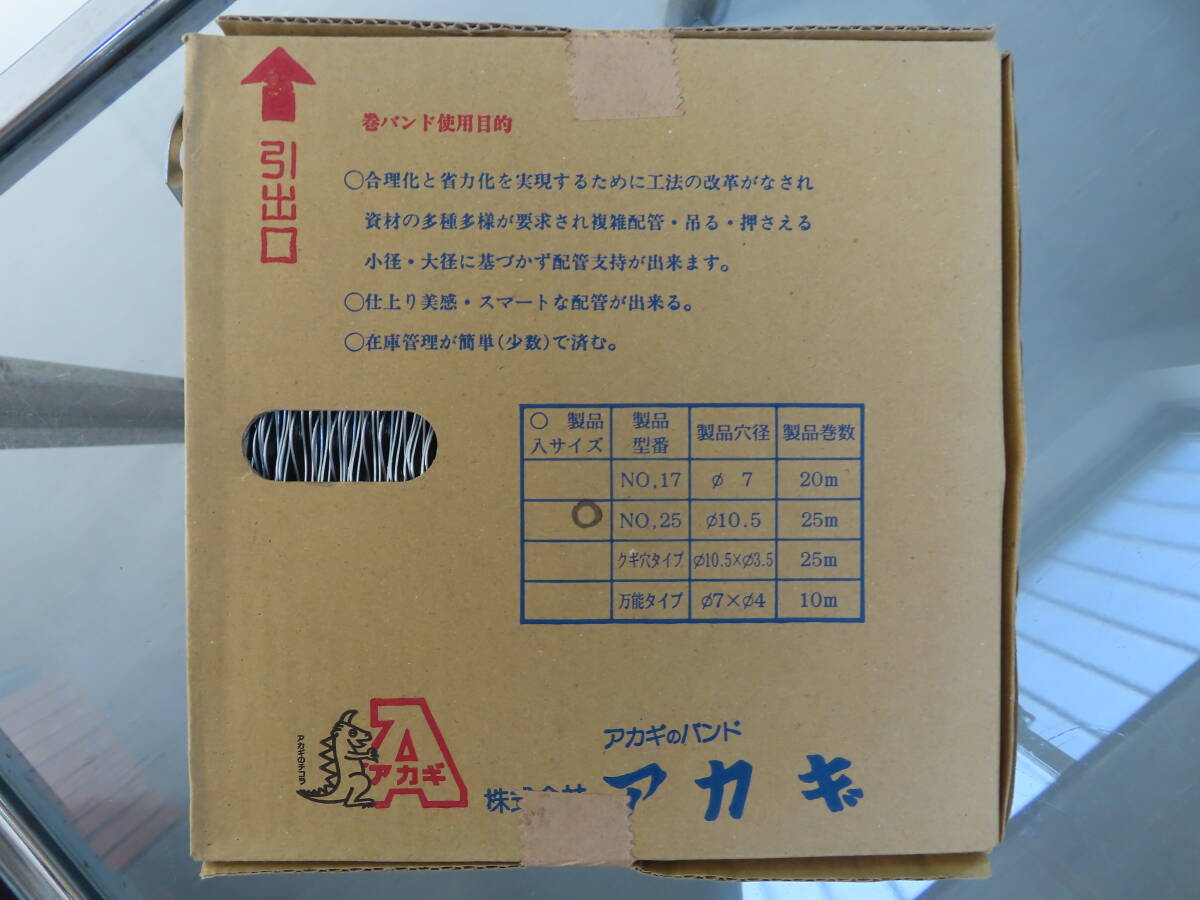 引出口
巻バンド使用目的
○合理化と省力化を実現するために工法の改革がなされ
資材の多種多様が要求され複雑配管・吊る・押さえる
小径・大径に基づかず配管支持が出来ます。
○仕上り美感・スマートな配管が出来る。
○在庫管理が簡単(少数)で済む。
○ 製品入サイズ 製品型番 製品穴径 製品巻数
NO,17 φ 7 20m
○ NO,25 φ10.5 25m
クギ穴タイプ φ10.5×φ3.5 25m
万能タイプ φ7×φ4 10m
アカギのテコラ
アカギ
アカギのバンド
株式会社 アカギ